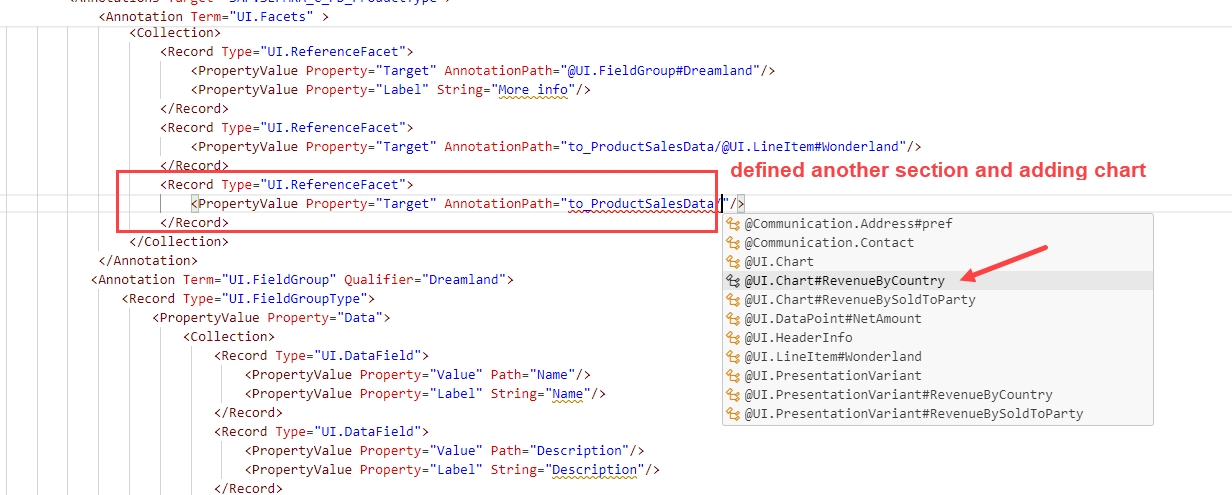 <Annotation Term="UI.Facets" >
<Collection>
<Record Type="UI.ReferenceFacet">
<PropertyValue Property="Target" AnnotationPath="@UI.FieldGroup#Dreamland"/>
<PropertyValue Property="Label" String="More info"/>
</Record>
<Record Type="UI.ReferenceFacet">
<PropertyValue Property="Target" AnnotationPath="to_ProductSalesData/@UI.LineItem#Wonderland"/>
</Record>
defined another section and adding chart
<Record Type="UI.ReferenceFacet">
<PropertyValue Property="Target" AnnotationPath="to_ProductSalesData/"/>
</Record>
</Collection>
</Annotation>
<Annotation Term="UI.FieldGroup" Qualifier="Dreamland">
<Record Type="UI.FieldGroupType">
<PropertyValue Property="Data">
<Collection>
<Record Type="UI.DataField">
<PropertyValue Property="Value" Path="Name"/>
<PropertyValue Property="Label" String="Name"/>
</Record>
<Record Type="UI.DataField">
<PropertyValue Property="Value" Path="Description"/>
<PropertyValue Property="Label" String="Description"/>
</Record>
@Communication.Address#pref
@Communication.Contact
@UI.Chart
@UI.Chart#RevenueByCountry
@UI.Chart#RevenueBySoldToParty
@UI.DataPoint#NetAmount
@UI.HeaderInfo
@UI.LineItem#Wonderland
@UI.PresentationVariant
@UI.PresentationVariant#RevenueByCountry
@UI.PresentationVariant#RevenueBySoldToParty